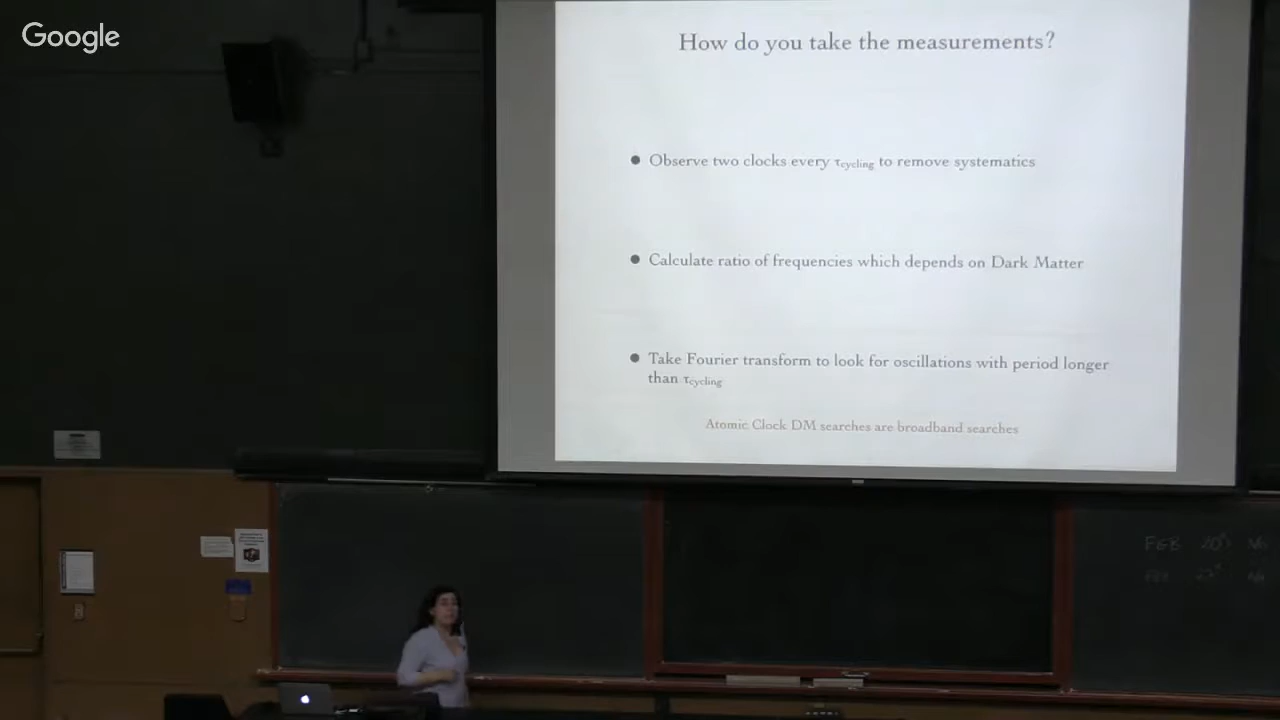 Google
How do you take the measurements?
● Observe two clocks every τcycling to remove systematics
● Calculate ratio of frequencies which depends on Dark Matter
● Take Fourier transform to look for oscillations with period longer
than τcycling
Atomic Clock DM searches are broadband searches
FEB 20